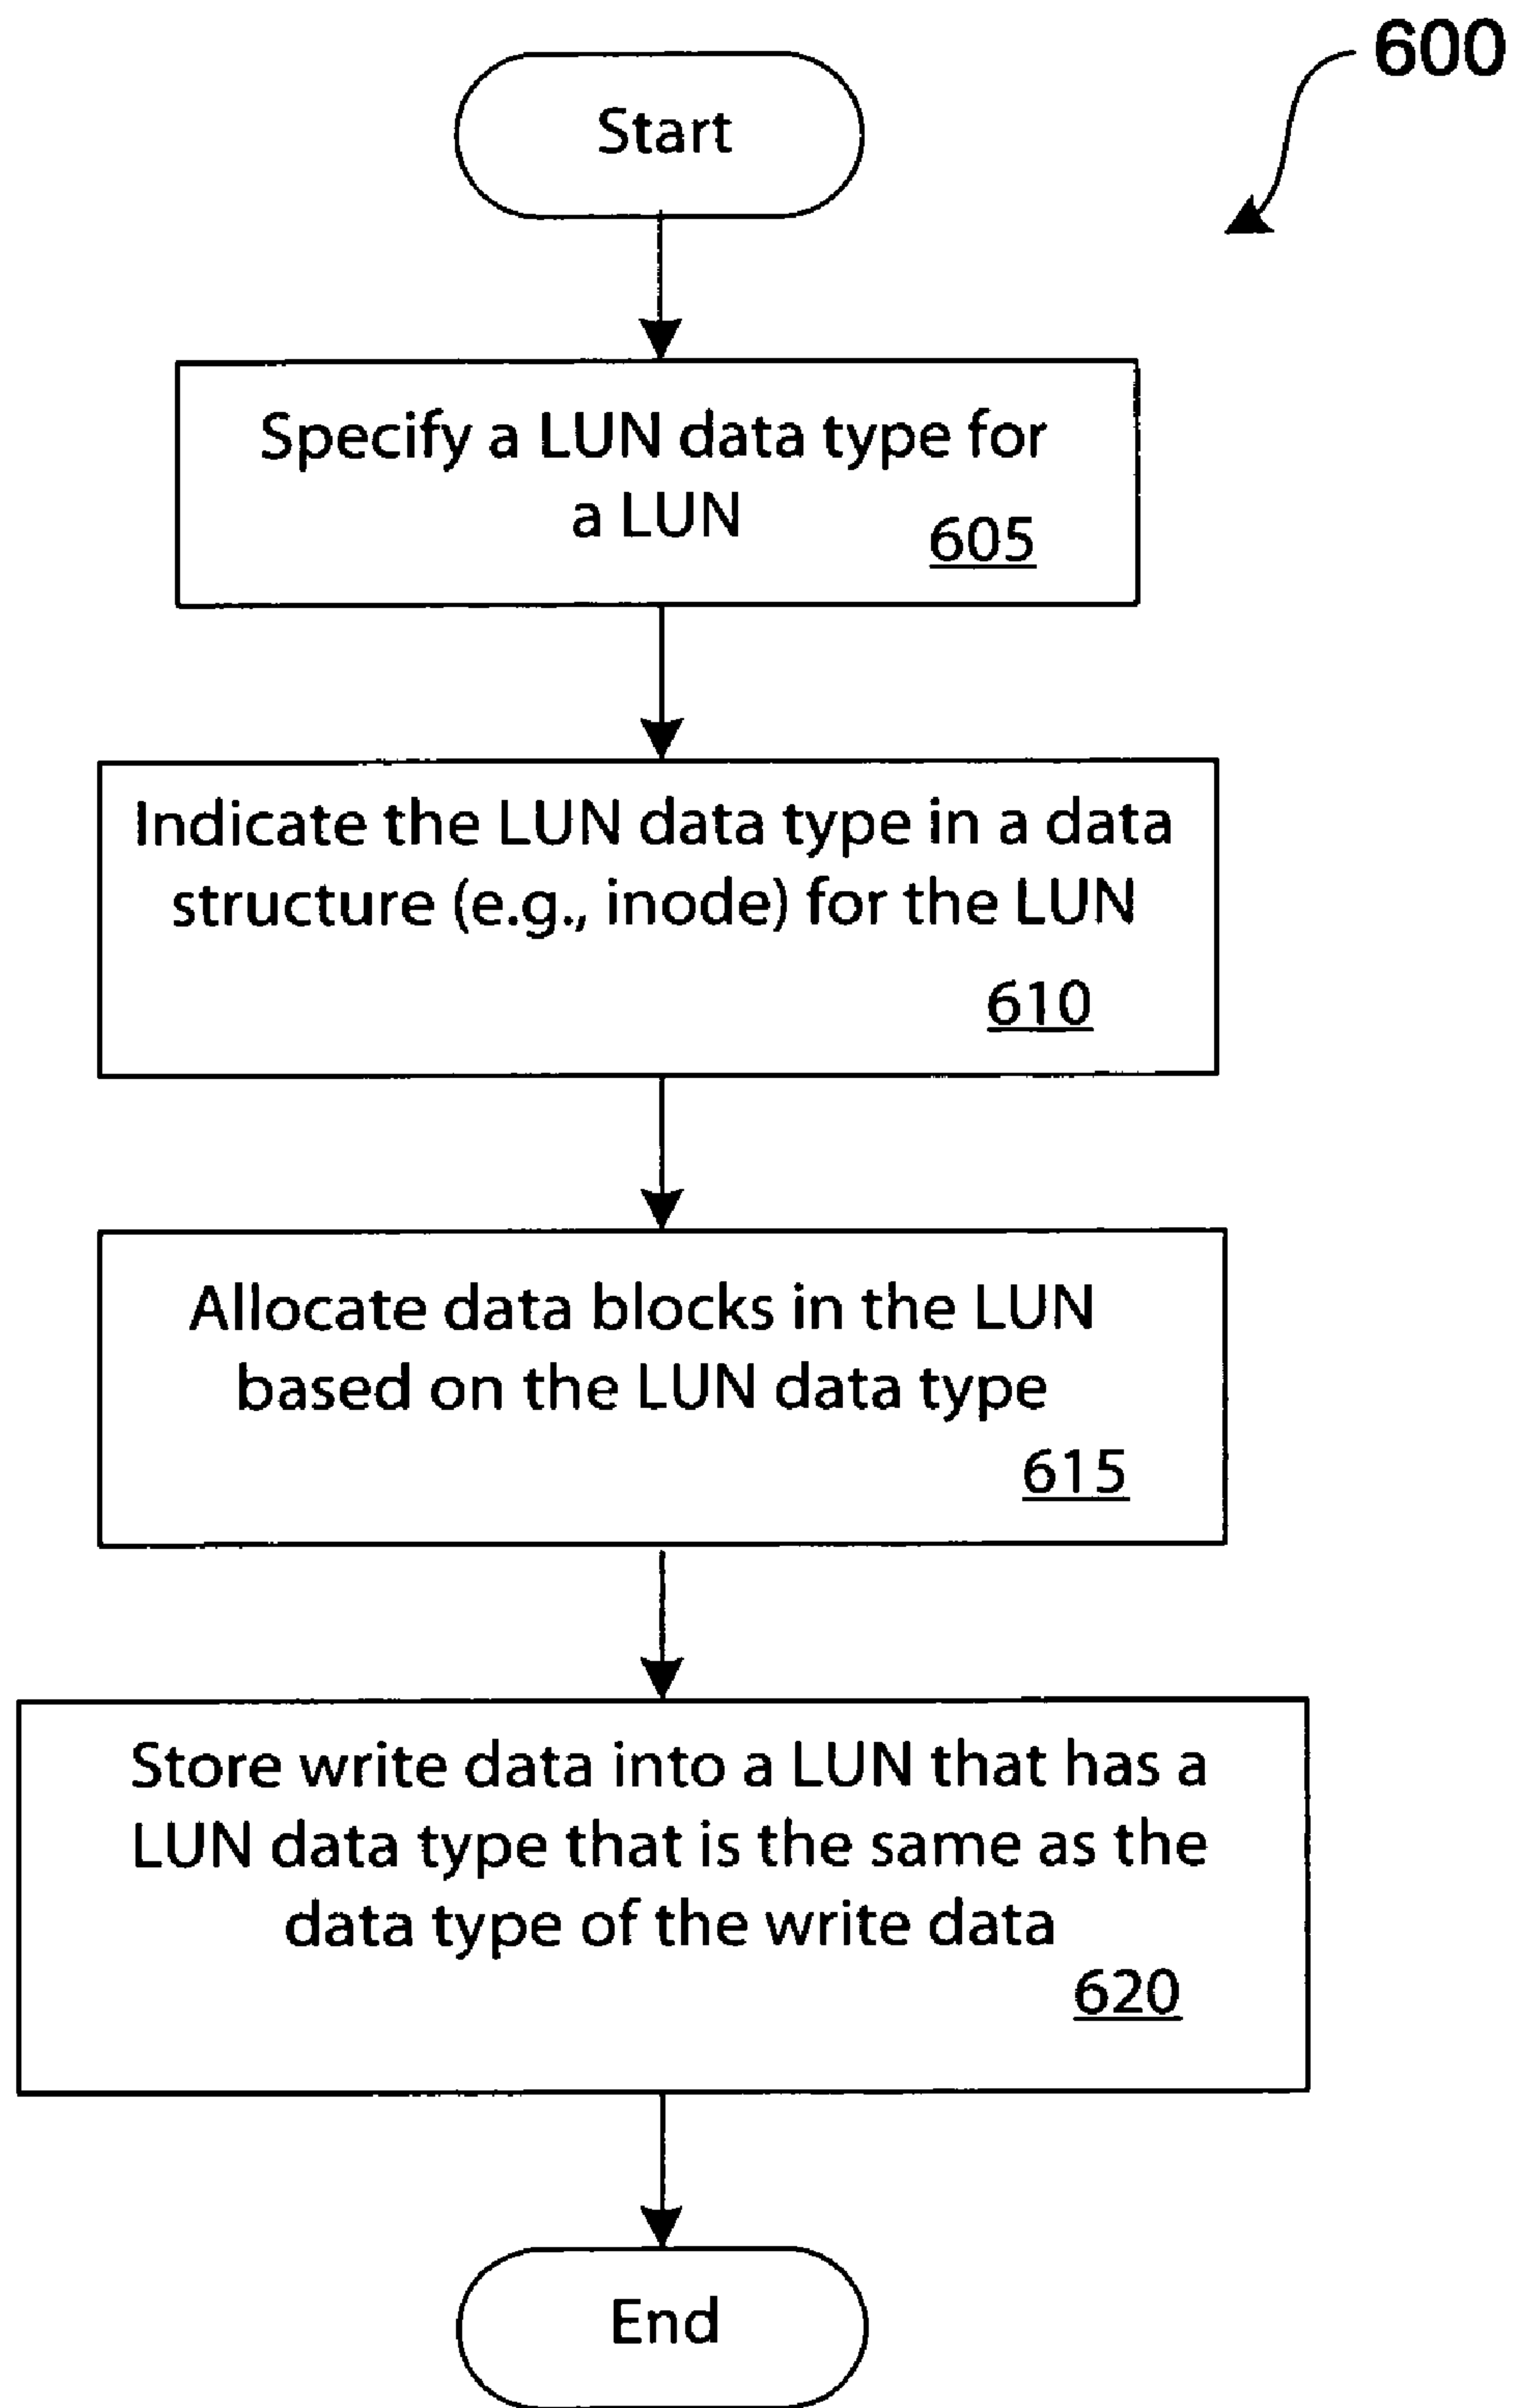 600
Start
Specify a LUN data type for
a LUN
605
Indicate the LUN data type in a data
structure (e.g., inode) for the LUN
610
Allocate data blocks in the LUN
based on the LUN data type
615
Store write data into a LUN that has a
LUN data type that is the same as the
data type of the write data
620
End